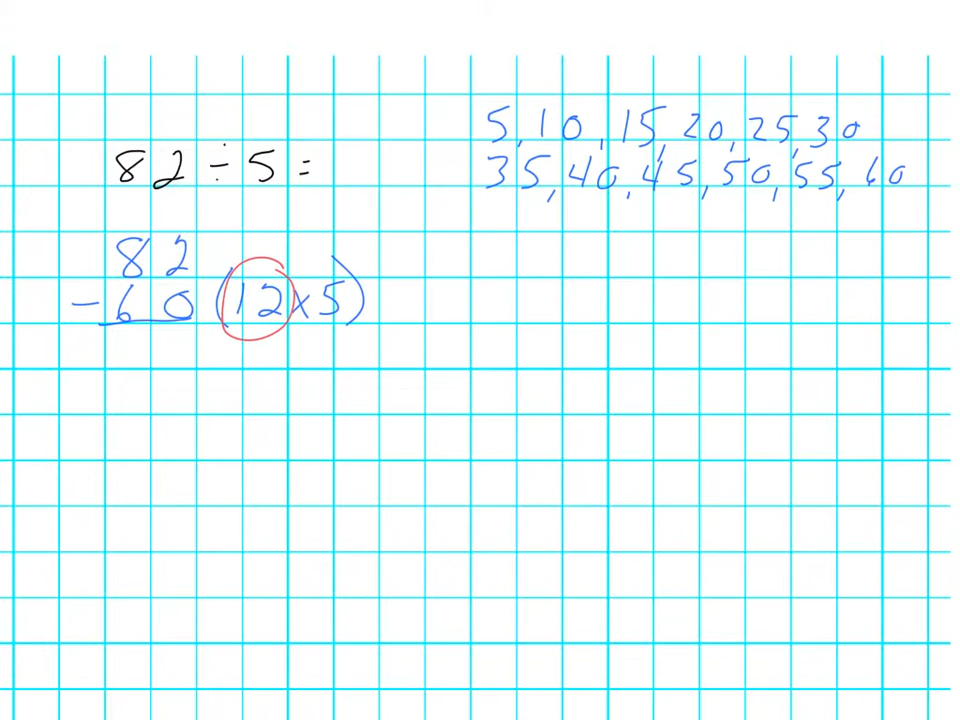 82 ÷ 5 =
5, 10, 15, 20, 25, 30
35, 40, 45, 50, 55, 60
82
- 60 (12 x 5)